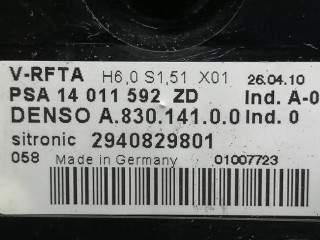 V-RFTA H6,0 S1,51 X01 26.04.10
PSA 14 011 592 ZD Ind. A-0
DENSO A.830.141.0.0 Ind. 0
sitronic 2940829801
058 Made in Germany 01007723